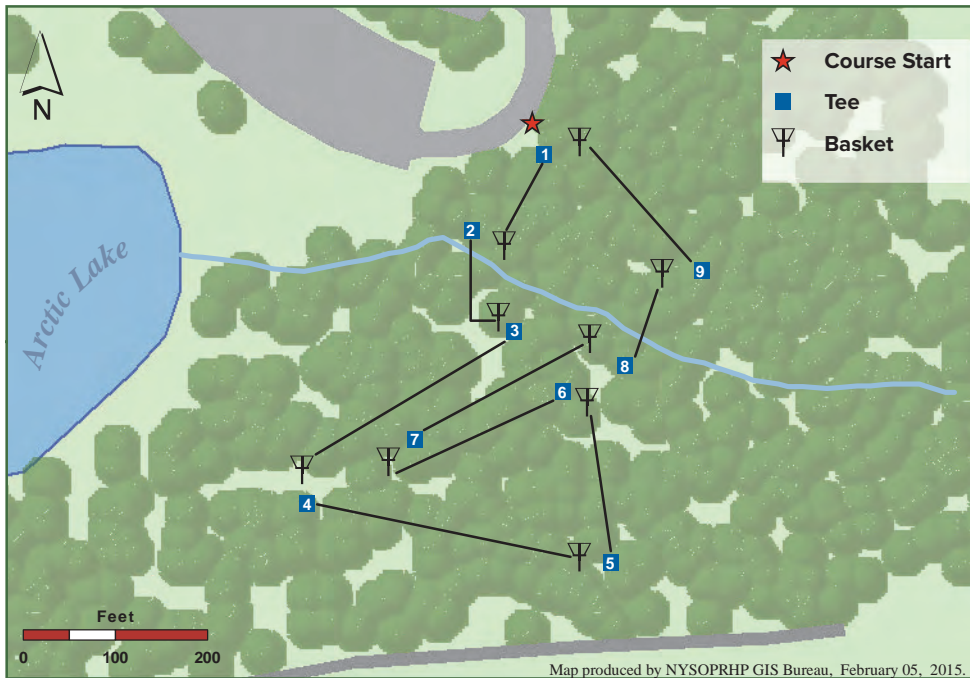 N
Course Start
Tee
Basket
1
2
9
Arctic Lake
3
8
6
7
4
5
Feet
0 100 200
Map produced by NYSOPRHP GIS Bureau, February 05, 2015.